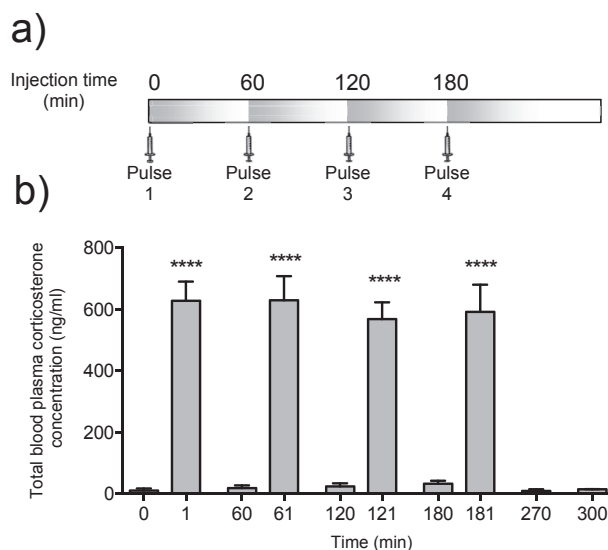 a)
Injection time
(min)
0 60 120 180
Pulse
1
Pulse
2
Pulse
3
Pulse
4
b)
Total blood plasma corticosterone
concentration (ng/ml)
800
600
400
200
0
**** **** **** ****
0 1 60 61 120 121 180 181 270 300
Time (min)